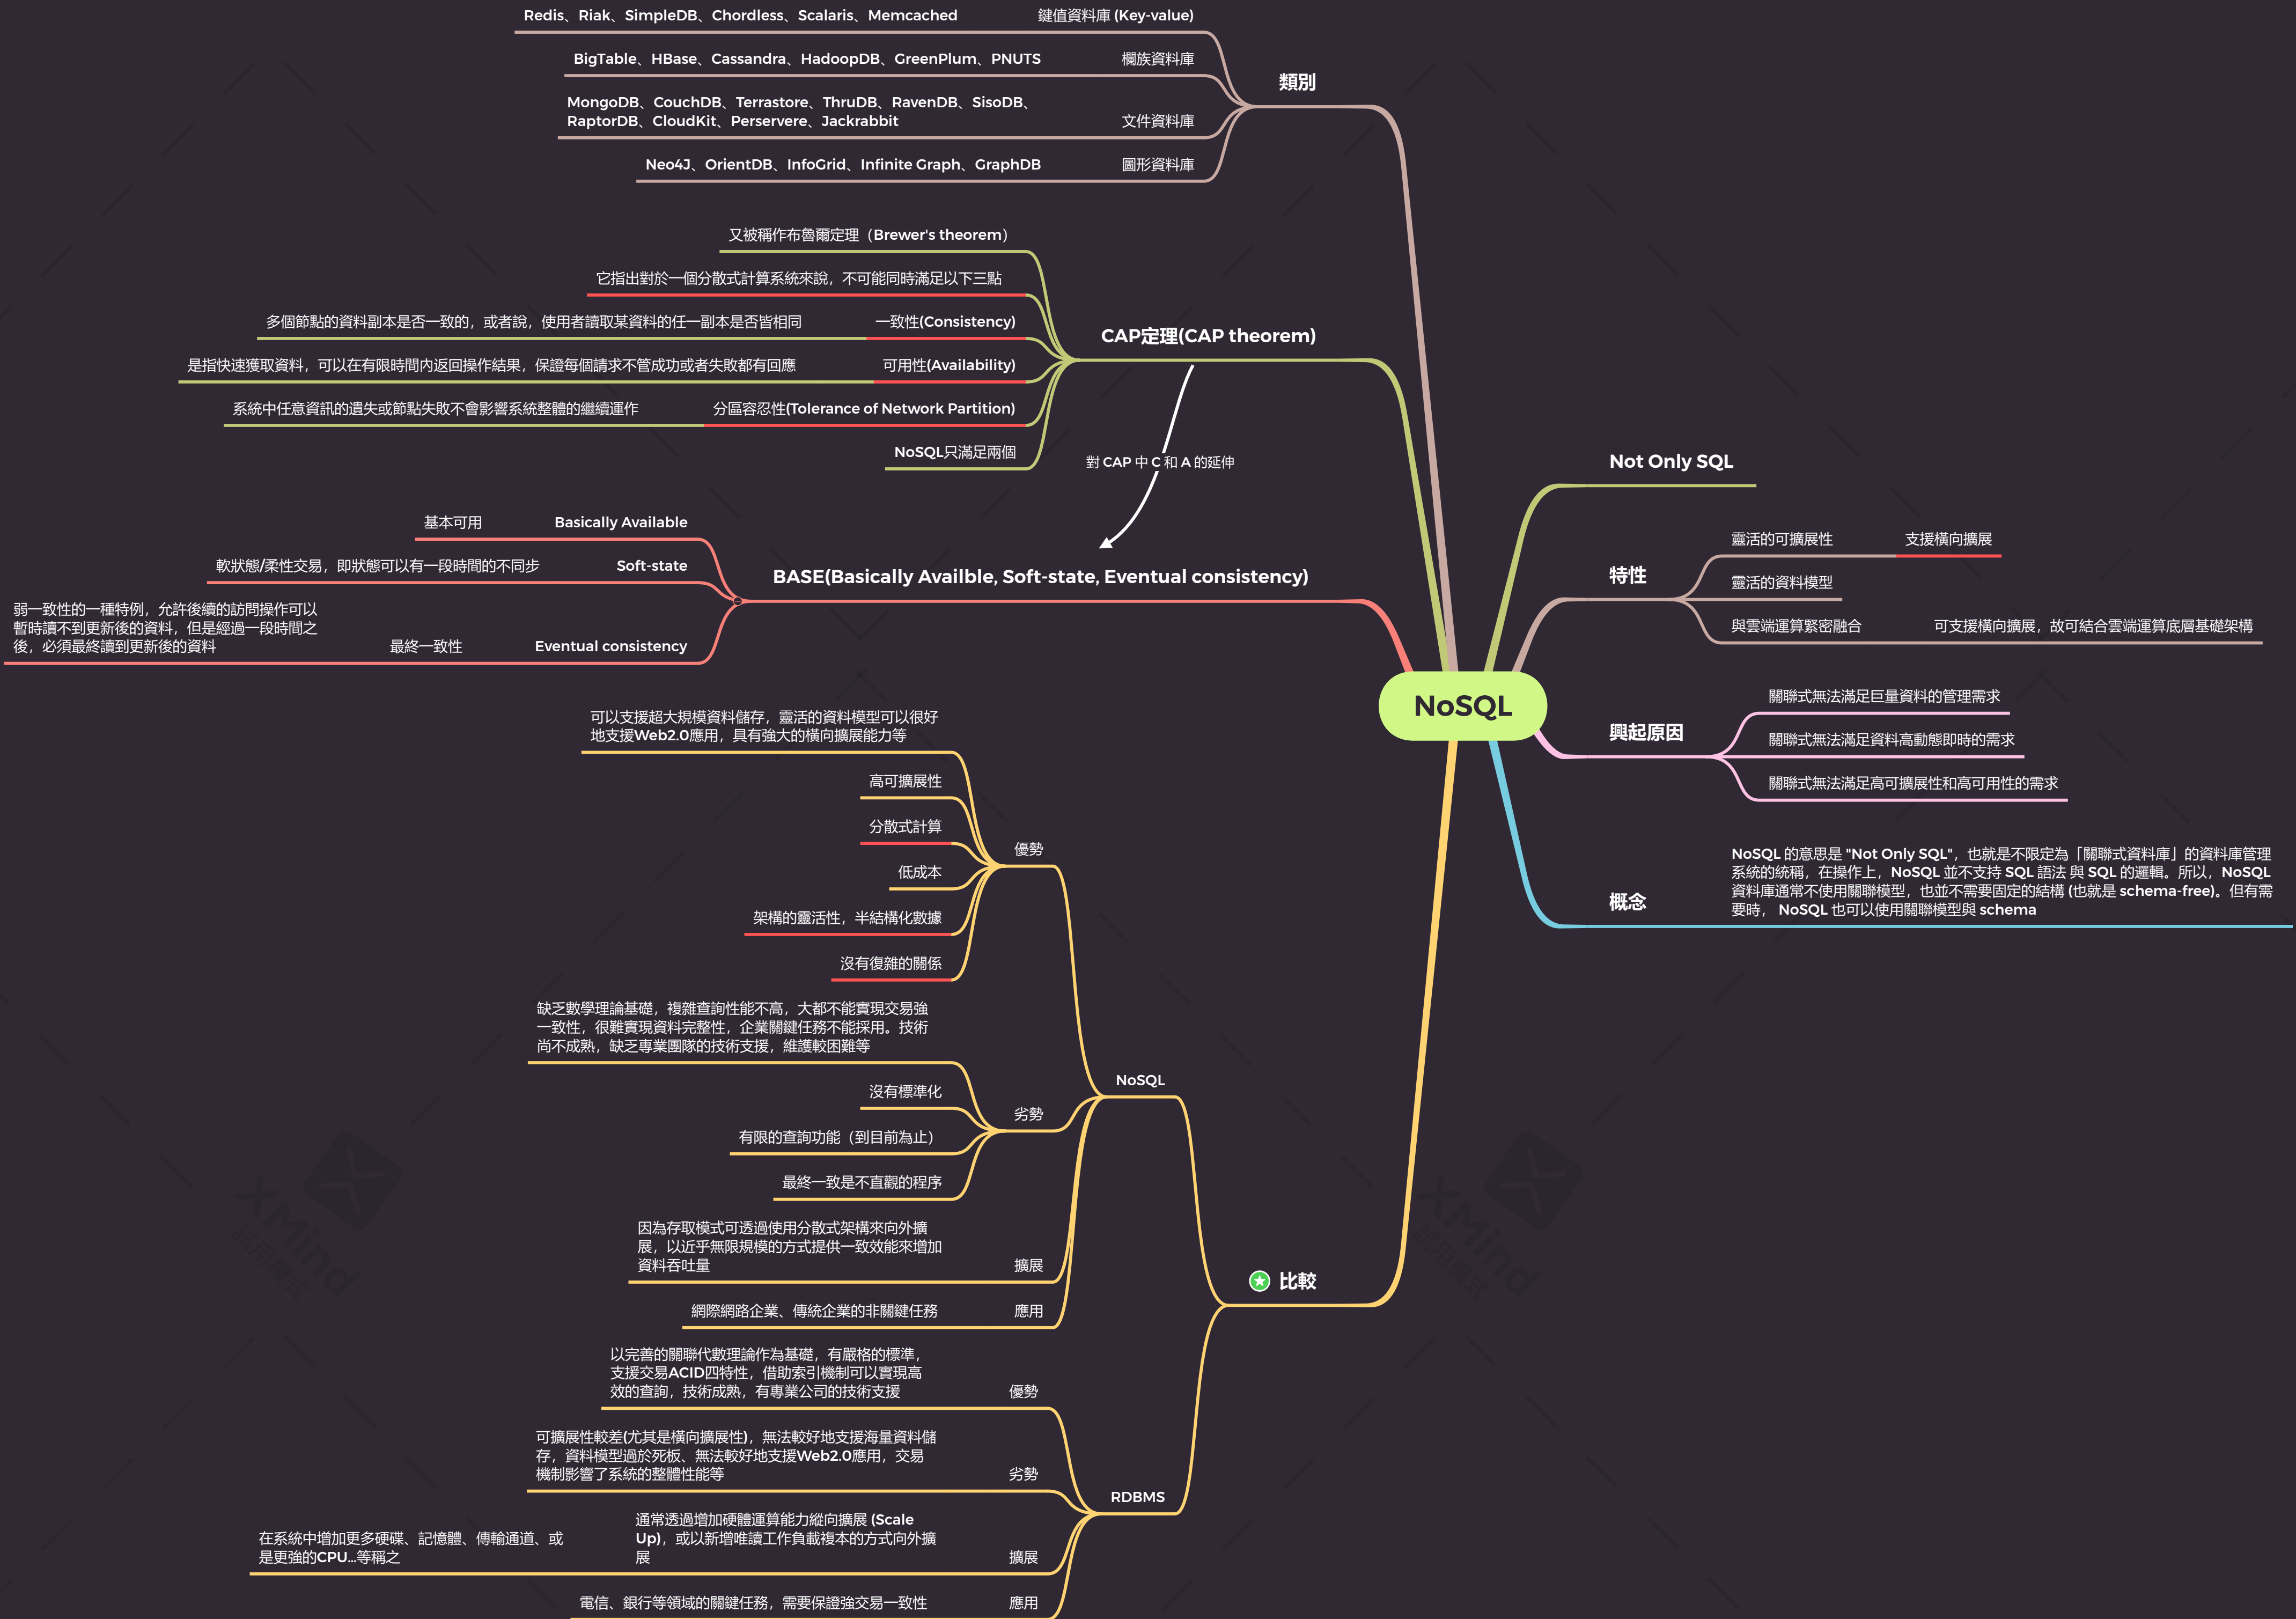 NoSQL
Not Only SQL
特性
靈活的可擴展性
支援橫向擴展
靈活的資料模型
與雲端運算緊密融合
可支援橫向擴展，故可結合雲端運算底層基礎架構
興起原因
關聯式無法滿足巨量資料的管理需求
關聯式無法滿足資料高動態即時的需求
關聯式無法滿足高可擴展性和高可用性的需求
概念
NoSQL 的意思是 "Not Only SQL"，也就是不限定為「關聯式資料庫」的資料庫管理
系統的統稱，在操作上，NoSQL 並不支持 SQL 語法 與 SQL 的邏輯。所以，NoSQL
資料庫通常不使用關聯模型，也並不需要固定的結構 (也就是 schema-free)。但有需
要時， NoSQL 也可以使用關聯模型與 schema
類別
鍵值資料庫 (Key-value)
Redis、Riak、SimpleDB、Chordless、Scalaris、Memcached
欄族資料庫
BigTable、HBase、Cassandra、HadoopDB、GreenPlum、PNUTS
文件資料庫
MongoDB、CouchDB、Terrastore、ThruDB、RavenDB、SisoDB、
RaptorDB、CloudKit、Perservere、Jackrabbit
圖形資料庫
Neo4J、OrientDB、InfoGrid、Infinite Graph、GraphDB
CAP定理(CAP theorem)
又被稱作布魯爾定理（Brewer's theorem）
它指出對於一個分散式計算系統來說，不可能同時滿足以下三點
一致性(Consistency)
多個節點的資料副本是否一致的，或者說，使用者讀取某資料的任一副本是否皆相同
可用性(Availability)
是指快速獲取資料，可以在有限時間內返回操作結果，保證每個請求不管成功或者失敗都有回應
分區容忍性(Tolerance of Network Partition)
系統中任意資訊的遺失或節點失敗不會影響系統整體的繼續運作
NoSQL只滿足兩個
對 CAP 中 C 和 A 的延伸
BASE(Basically Availble, Soft-state, Eventual consistency)
Basically Available
基本可用
Soft-state
軟狀態/柔性交易，即狀態可以有一段時間的不同步
Eventual consistency
最終一致性
弱一致性的一種特例，允許後續的訪問操作可以
暫時讀不到更新後的資料，但是經過一段時間之
後，必須最終讀到更新後的資料
比較
NoSQL
優勢
可以支援超大規模資料儲存，靈活的資料模型可以很好
地支援Web2.0應用，具有強大的橫向擴展能力等
高可擴展性
分散式計算
低成本
架構的靈活性，半結構化數據
沒有復雜的關係
劣勢
缺乏數學理論基礎，複雜查詢性能不高，大都不能實現交易強
一致性，很難實現資料完整性，企業關鍵任務不能採用。技術
尚不成熟，缺乏專業團隊的技術支援，維護較困難等
沒有標準化
有限的查詢功能（到目前為止）
最終一致是不直觀的程序
擴展
因為存取模式可透過使用分散式架構來向外擴
展，以近乎無限規模的方式提供一致效能來增加
資料吞吐量
應用
網際網路企業、傳統企業的非關鍵任務
RDBMS
優勢
以完善的關聯代數理論作為基礎，有嚴格的標準，
支援交易ACID四特性，借助索引機制可以實現高
效的查詢，技術成熟，有專業公司的技術支援
劣勢
可擴展性較差(尤其是橫向擴展性)，無法較好地支援海量資料儲
存，資料模型過於死板、無法較好地支援Web2.0應用，交易
機制影響了系統的整體性能等
擴展
通常透過增加硬體運算能力縱向擴展 (Scale
Up)，或以新增唯讀工作負載複本的方式向外擴
展
在系統中增加更多硬碟、記憶體、傳輸通道、或
是更強的CPU...等稱之
應用
電信、銀行等領域的關鍵任務，需要保證強交易一致性
XMind
試用模式
XMind
試用模式